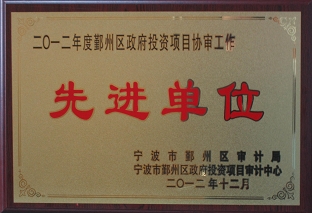 二〇一二年度鄞州区政府投资项目协审工作
先进单位
宁波市鄞州区审计局
宁波市鄞州区政府投资项目审计中心
二〇一二年十二月